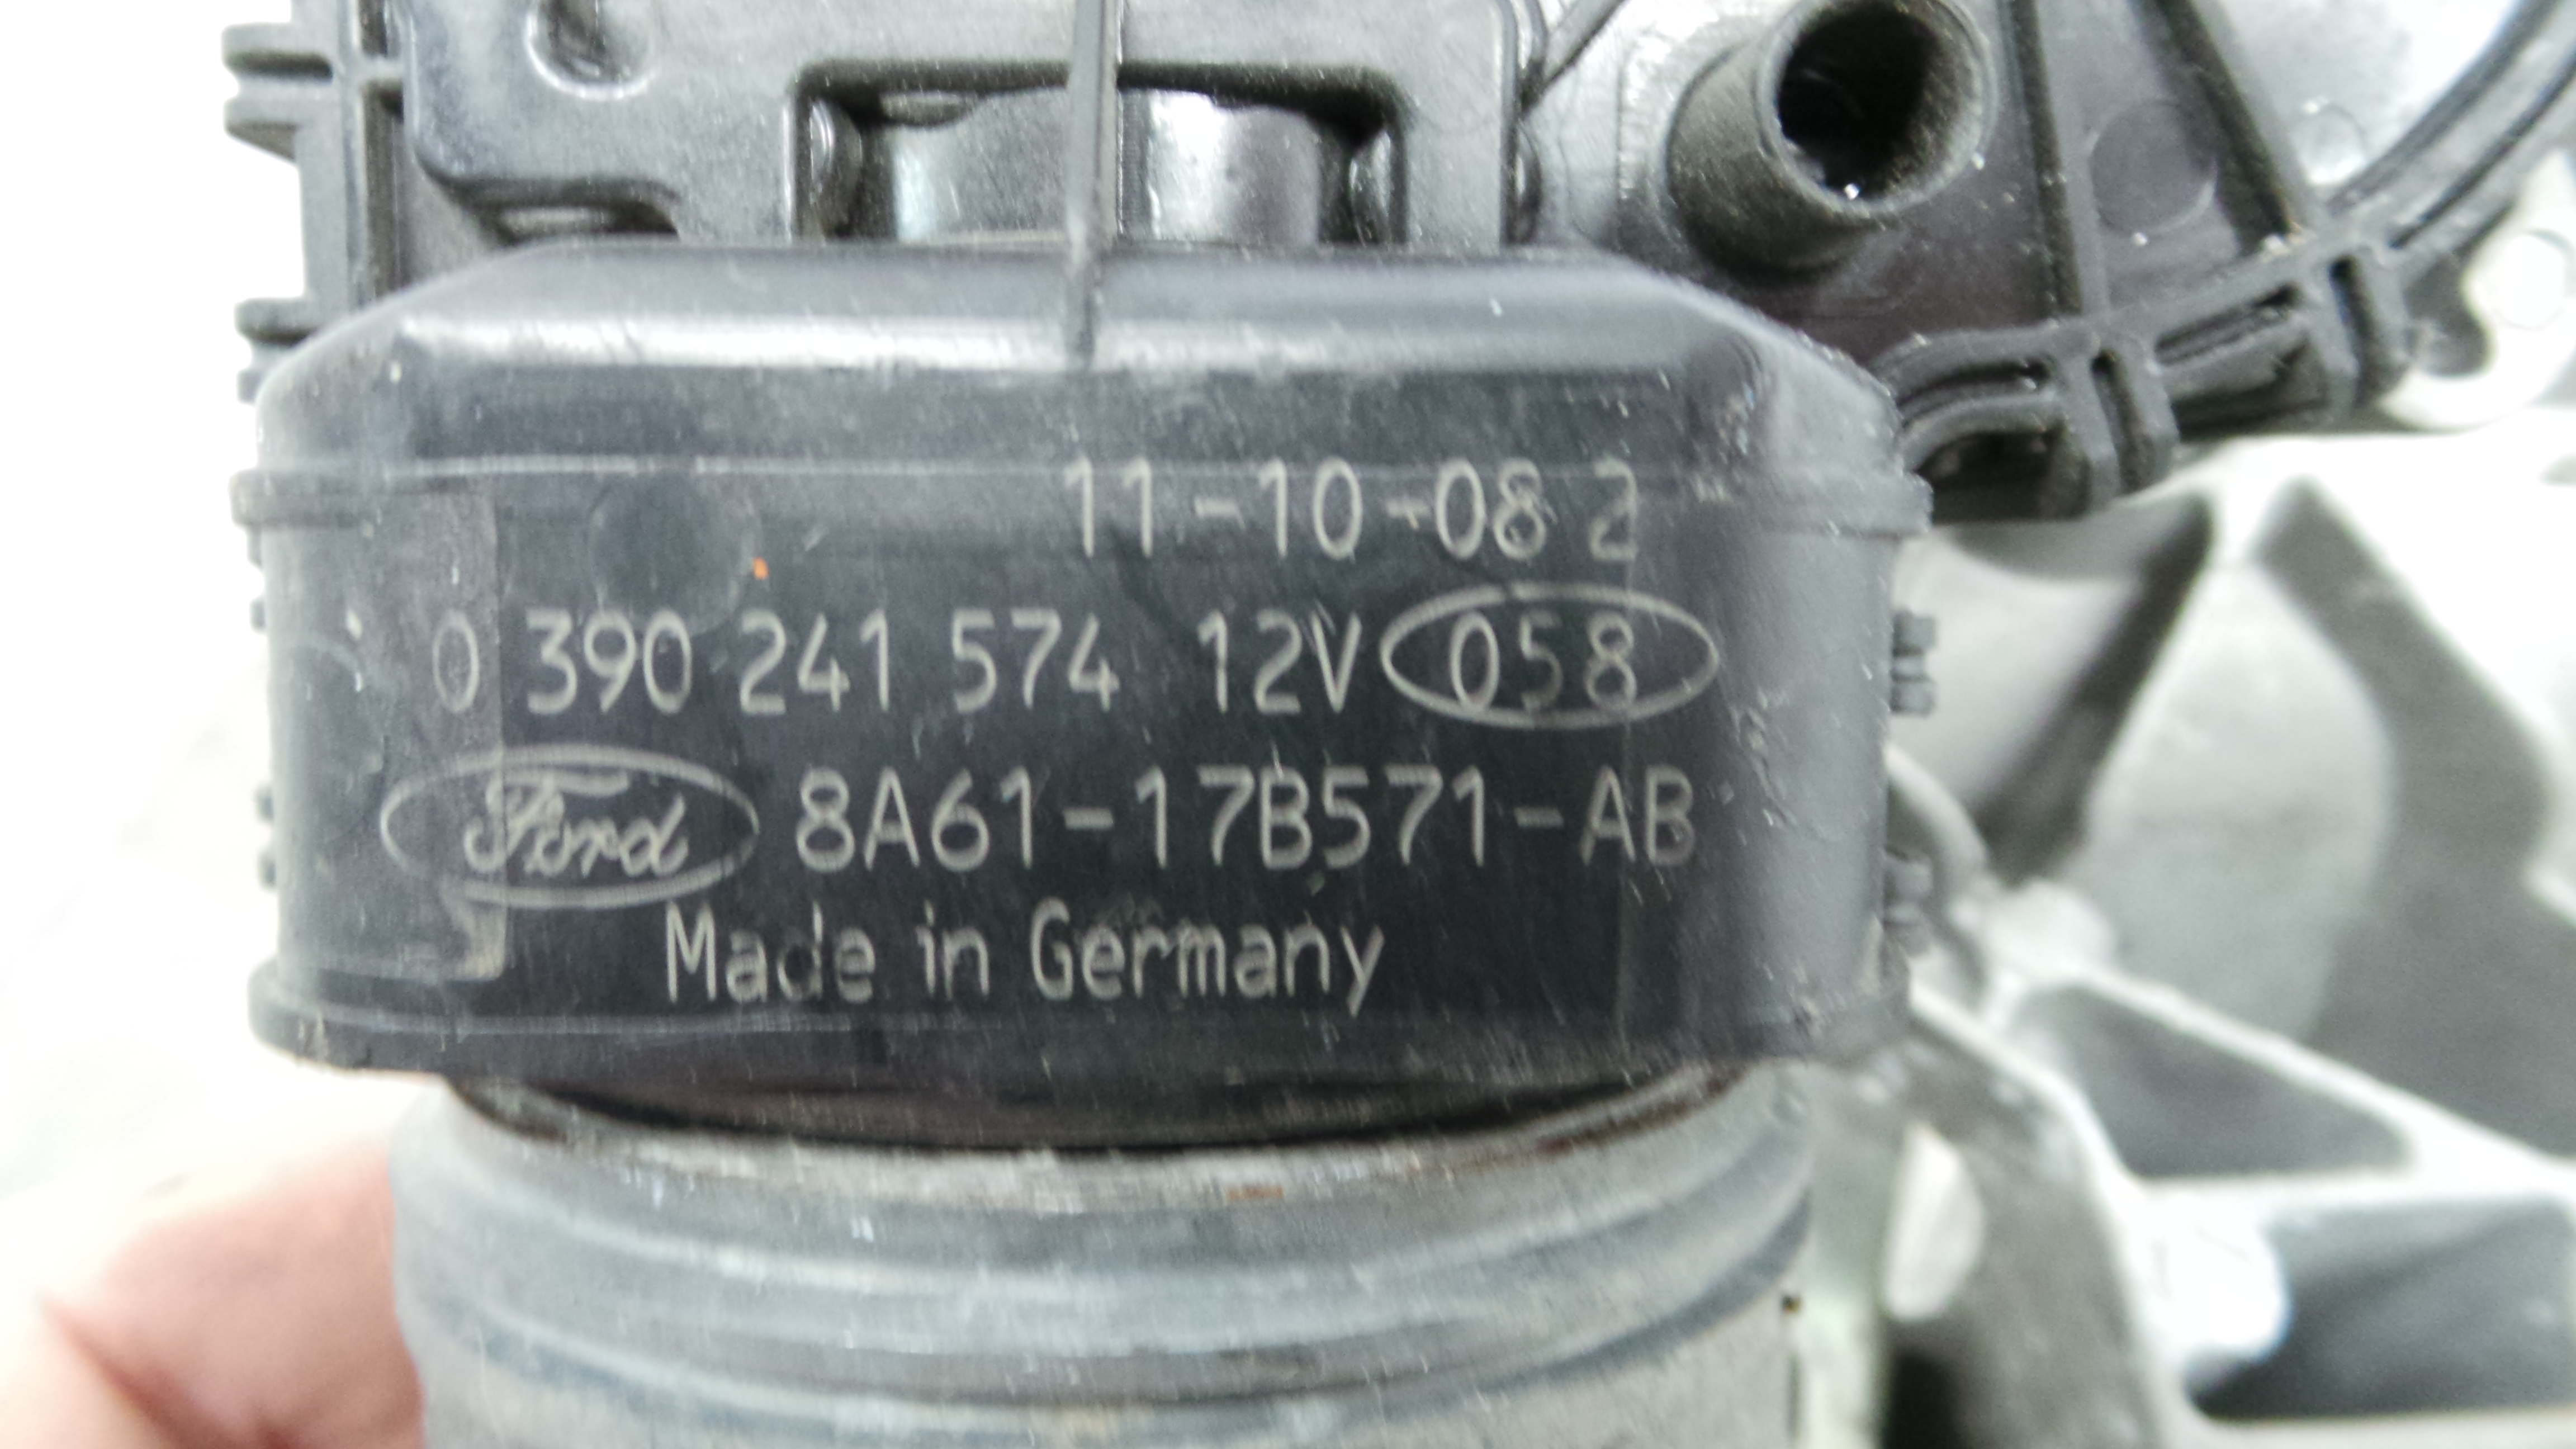 11-10-08 2
0 390 241 574 12V 058
Ford 8A61-17B571-AB
Made in Germany